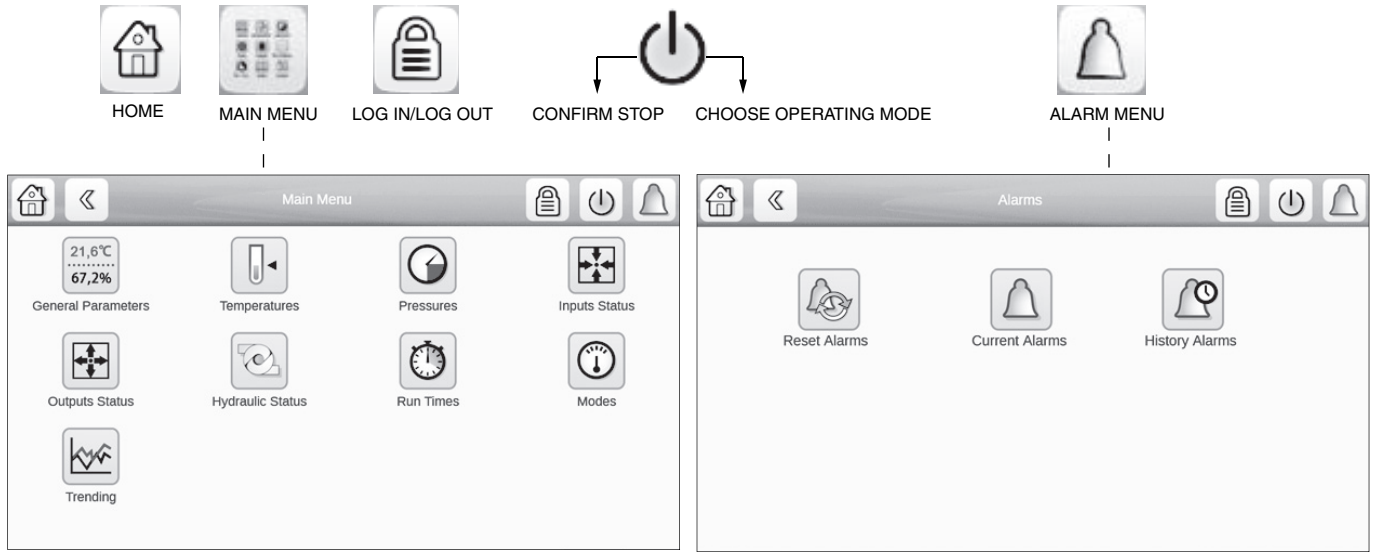 HOME
MAIN MENU
LOG IN/LOG OUT
CONFIRM STOP
CHOOSE OPERATING MODE
ALARM MENU
Main Menu
21,6℃
67,2%
General Parameters
Temperatures
Pressures
Inputs Status
Outputs Status
Hydraulic Status
Run Times
Modes
Trending
Alarms
Reset Alarms
Current Alarms
History Alarms